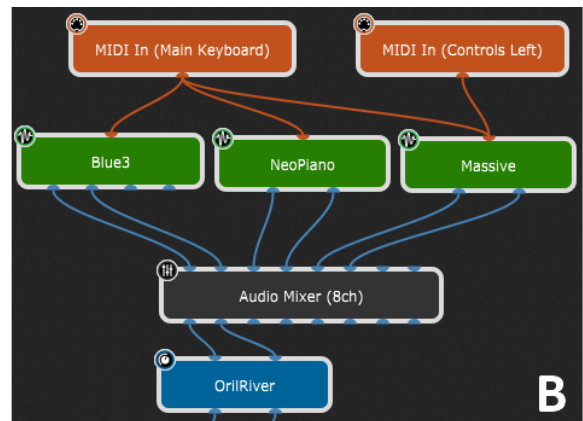 MIDI In (Main Keyboard)
MIDI In (Controls Left)
Blue3
NeoPiano
Massive
Audio Mixer (8ch)
OrilRiver
B